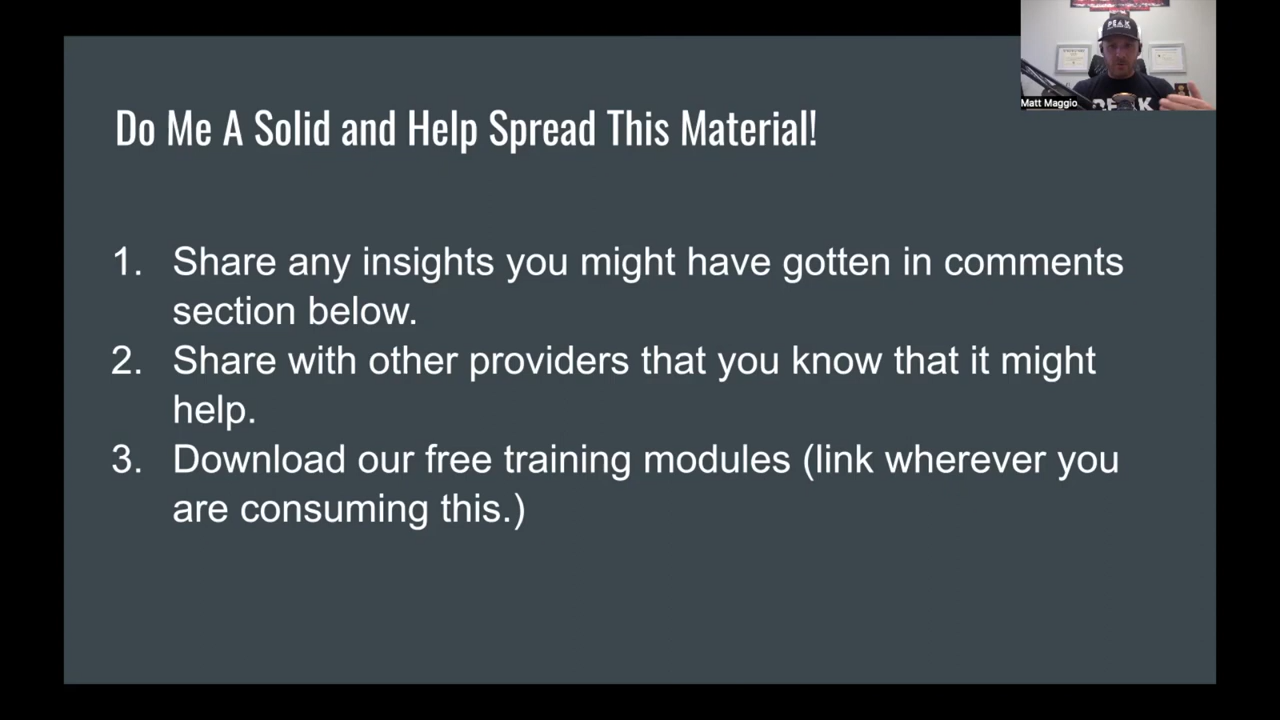 PEAK
Matt Maggio
PEAK
Do Me A Solid and Help Spread This Material!
1. Share any insights you might have gotten in comments
section below.
2. Share with other providers that you know that it might
help.
3. Download our free training modules (link wherever you
are consuming this.)